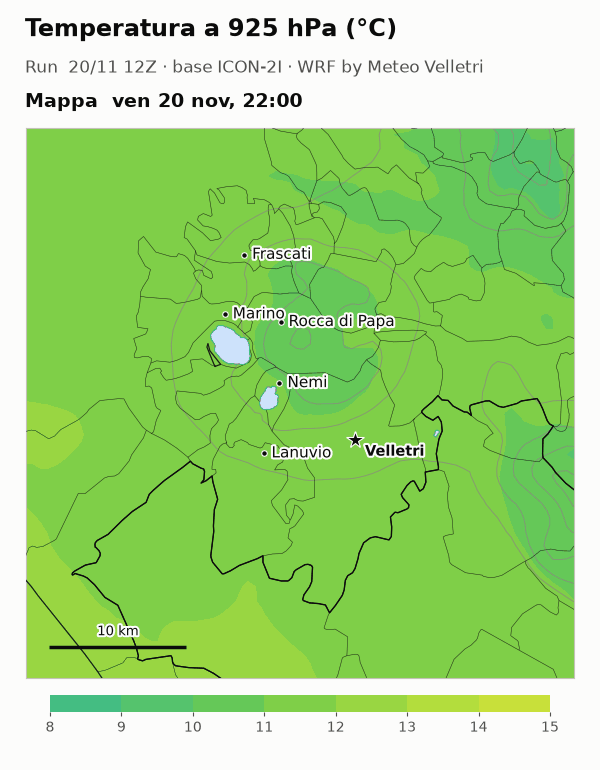 Temperatura a 925 hPa (°C)
Run  20/11 12Z · base ICON-2I · WRF by Meteo Velletri
Mappa  ven 20 nov, 22:00
Frascati
Marino
Rocca di Papa
Nemi
Velletri
Lanuvio
10 km
8 9 10 11 12 13 14 15